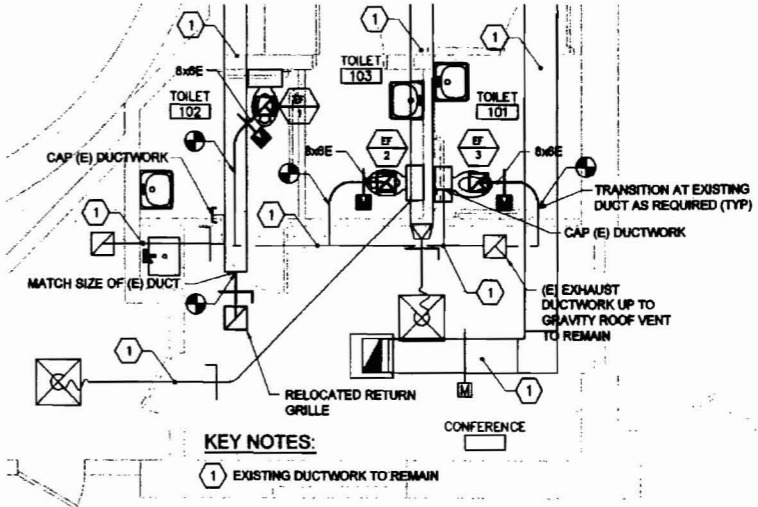 1
1
1
TOILET
103
8x6E
TOILET
102
EF
1
TOILET
101
EF
2
EF
3
8x6E
8x6E
CAP (E) DUCTWORK
TRANSITION AT EXISTING
DUCT AS REQUIRED (TYP)
1
1
CAP (E) DUCTWORK
MATCH SIZE OF (E) DUCT
1
(E) EXHAUST
DUCTWORK UP TO
GRAVITY ROOF VENT
TO REMAIN
1
RELOCATED RETURN
GRILLE
M
1
CONFERENCE
KEY NOTES:
1 EXISTING DUCTWORK TO REMAIN